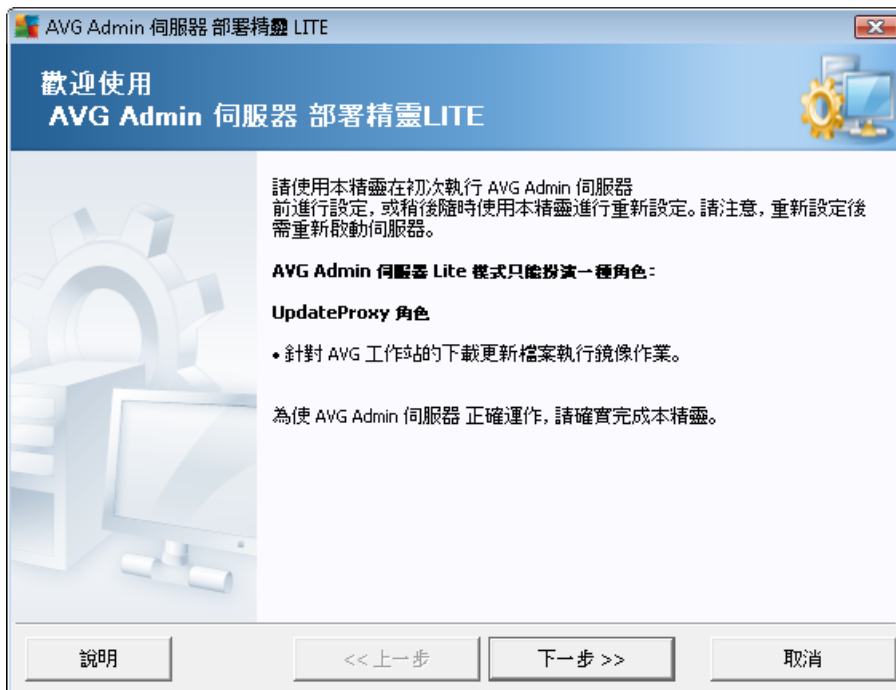 AVG Admin 伺服器 部署精靈 LITE
歡迎使用
AVG Admin 伺服器 部署精靈LITE
請使用本精靈在初次執行 AVG Admin 伺服器
前進行設定, 或稍後隨時使用本精靈進行重新設定。請注意, 重新設定後
需重新啟動伺服器。
AVG Admin 伺服器 Lite 模式只能扮演一種角色:
UpdateProxy 角色
• 針對 AVG 工作站的下載更新檔案執行鏡像作業。
為使 AVG Admin 伺服器 正確運作, 請確實完成本精靈。
說明
<< 上一步
下一步 >>
取消